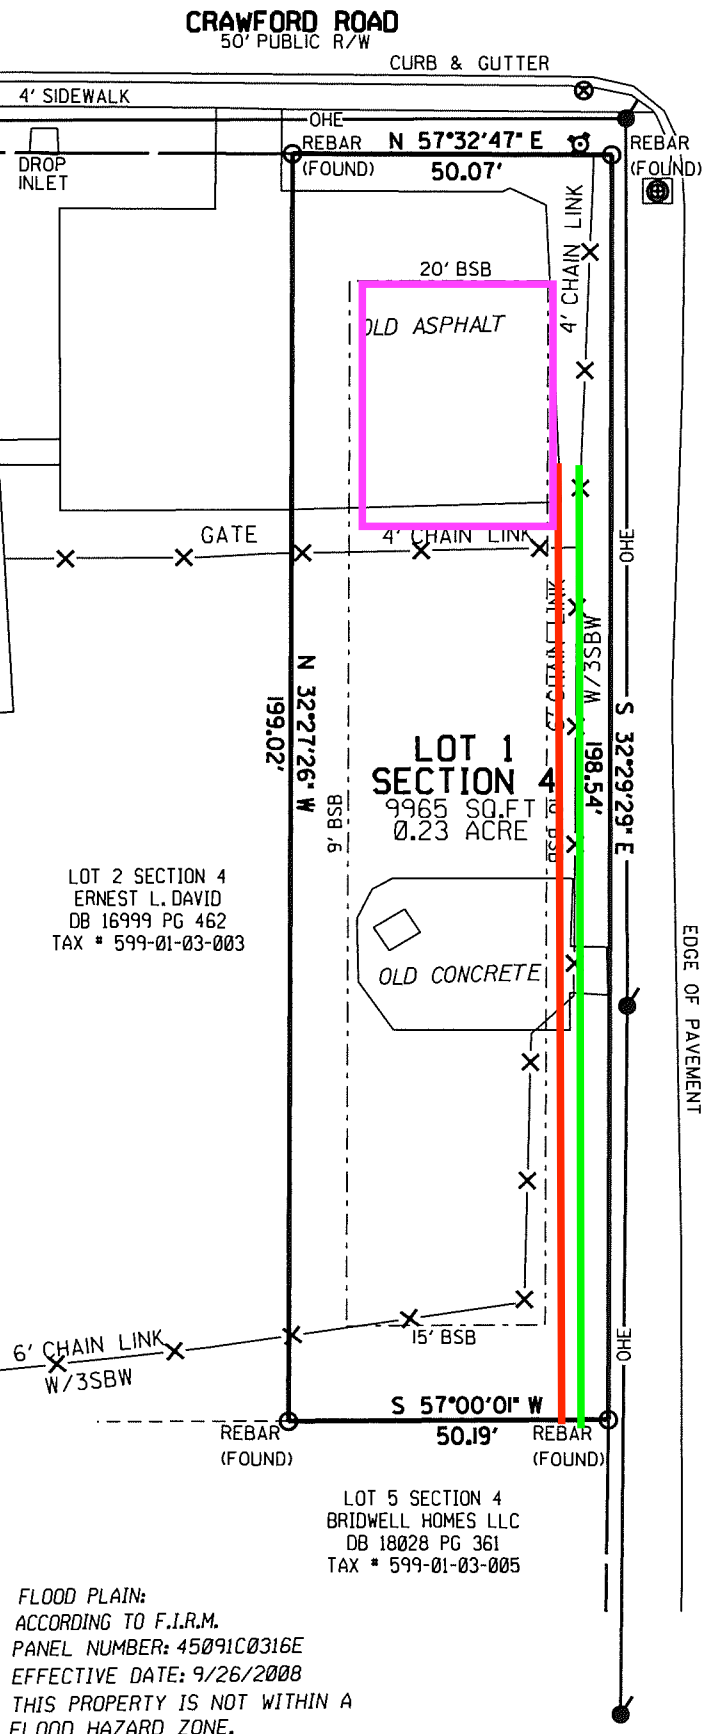 CRAWFORD ROAD
50' PUBLIC R/W
CURB & GUTTER
4' SIDEWALK
OHE
DROP
INLET
REBAR
(FOUND)
N 57°32'47" E
50.07'
REBAR
(FOUND)
4' CHAIN LINK
20' BSB
OLD ASPHALT
GATE
4' CHAIN LINK
OHE
W/3SBW
N 32°27'26" W
199.02'
S 32°29'29" E
198.54'
LOT 1
SECTION 4
9965 SQ.FT
0.23 ACRE
BSB
BSB
LOT 2 SECTION 4
ERNEST L. DAVID
DB 16999 PG 462
TAX # 599-01-03-003
OLD CONCRETE
EDGE OF PAVEMENT
6' CHAIN LINK
W/3SBW
15' BSB
OHE
S 57°00'01" W
50.19'
REBAR
(FOUND)
REBAR
(FOUND)
LOT 5 SECTION 4
BRIDWELL HOMES LLC
DB 18028 PG 361
TAX # 599-01-03-005
FLOOD PLAIN:
ACCORDING TO F.I.R.M.
PANEL NUMBER: 45091C0316E
EFFECTIVE DATE: 9/26/2008
THIS PROPERTY IS NOT WITHIN A
FLOOD HAZARD ZONE.